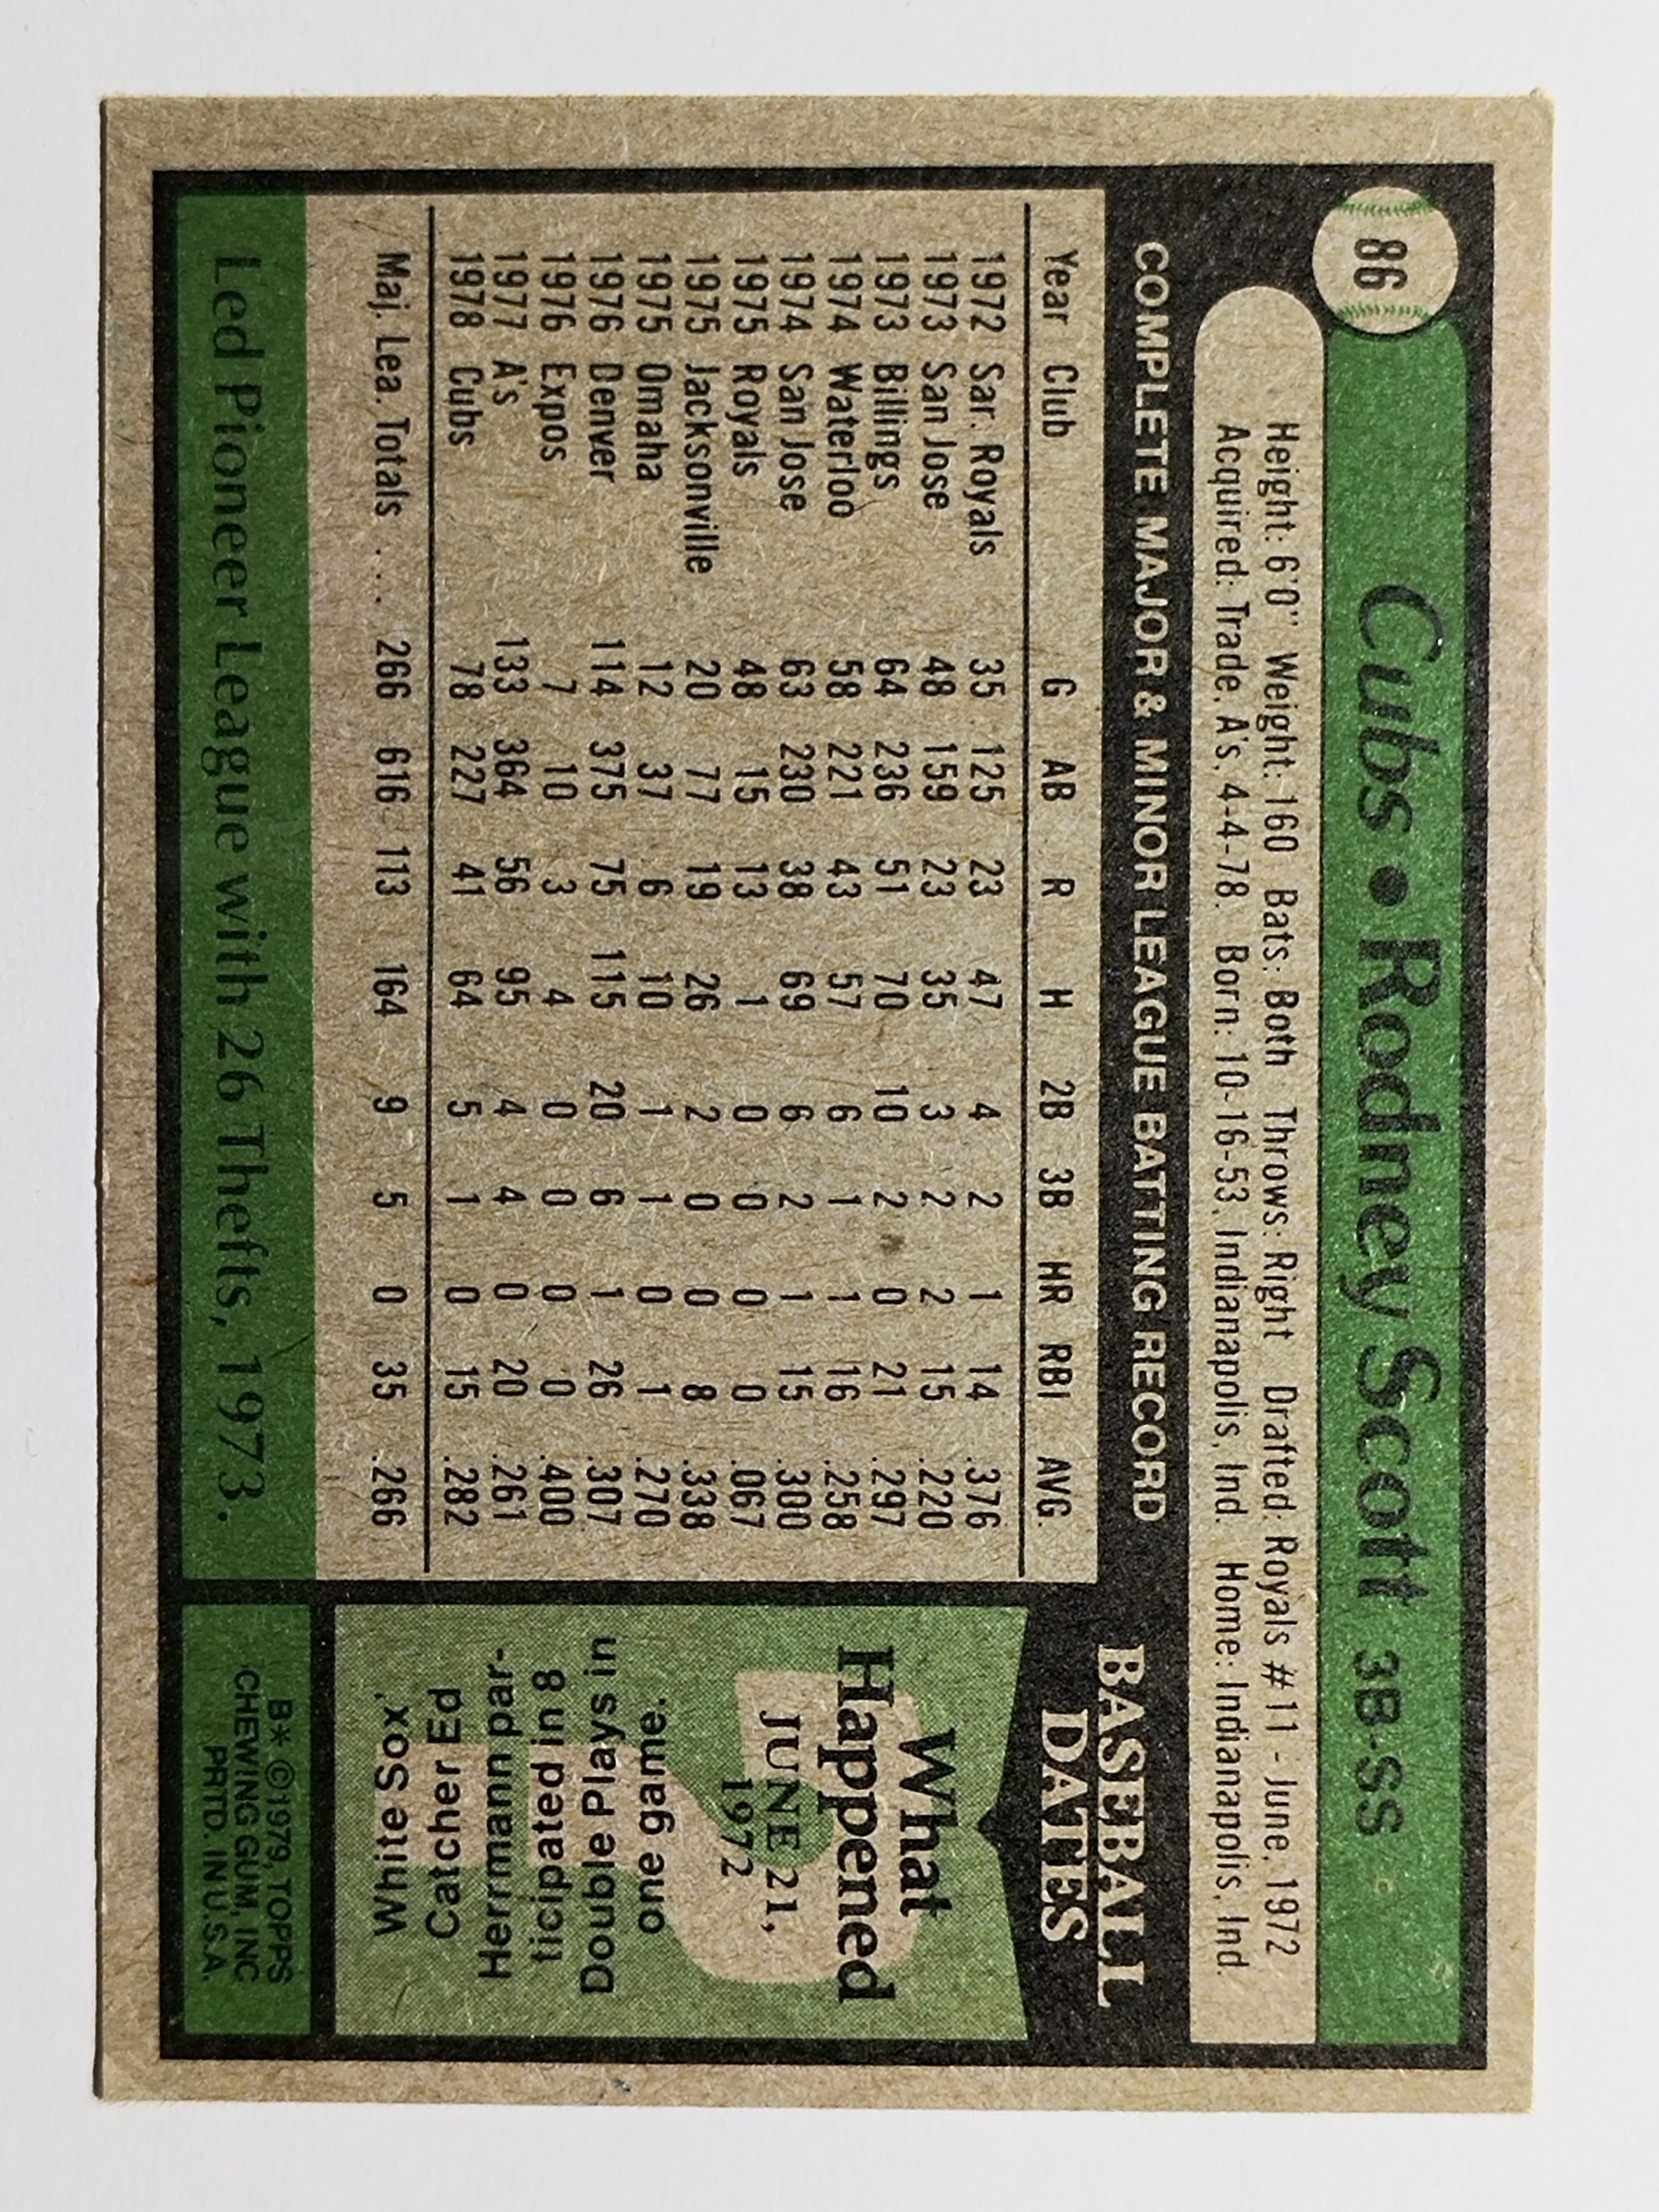 86
Cubs • Rodney Scott 3B-SS
Height: 6'0" Weight: 160 Bats: Both Throws: Right Drafted: Royals #11 - June, 1972
Acquired: Trade, A's, 4-4-78. Born: 10-16-53, Indianapolis, Ind. Home: Indianapolis, Ind.
COMPLETE MAJOR & MINOR LEAGUE BATTING RECORD
Year Club G AB R H 2B 3B HR RBI AVG.
1972 Sar. Royals 35 125 23 47 4 2 1 14 .376
1973 San Jose 48 159 23 35 3 2 2 15 .220
1973 Billings 64 236 51 70 10 2 0 21 .297
1974 Waterloo 58 221 43 57 6 1 1 16 .258
1974 San Jose 63 230 38 69 6 2 1 15 .300
1975 Royals 48 15 13 1 0 0 0 0 .067
1975 Jacksonville 20 77 19 26 2 0 0 8 .338
1975 Omaha 12 37 6 10 1 1 0 1 .270
1976 Denver 114 375 75 115 20 6 1 26 .307
1976 Expos 7 10 3 4 0 0 0 0 .400
1977 A's 133 364 56 95 4 4 0 20 .261
1978 Cubs 78 227 41 64 5 1 0 15 .282
Maj. Lea. Totals .... 266 616 113 164 9 5 0 35 .266
Led Pioneer League with 26 Thefts, 1973.
BASEBALL
DATES
What
Happened
JUNE 21,
1972
White Sox'
Catcher Ed
Herrmann par-
ticipated in 8
Double Plays in
one game.
B* ©1979, TOPPS
CHEWING GUM, INC
PRTD. IN U.S.A.